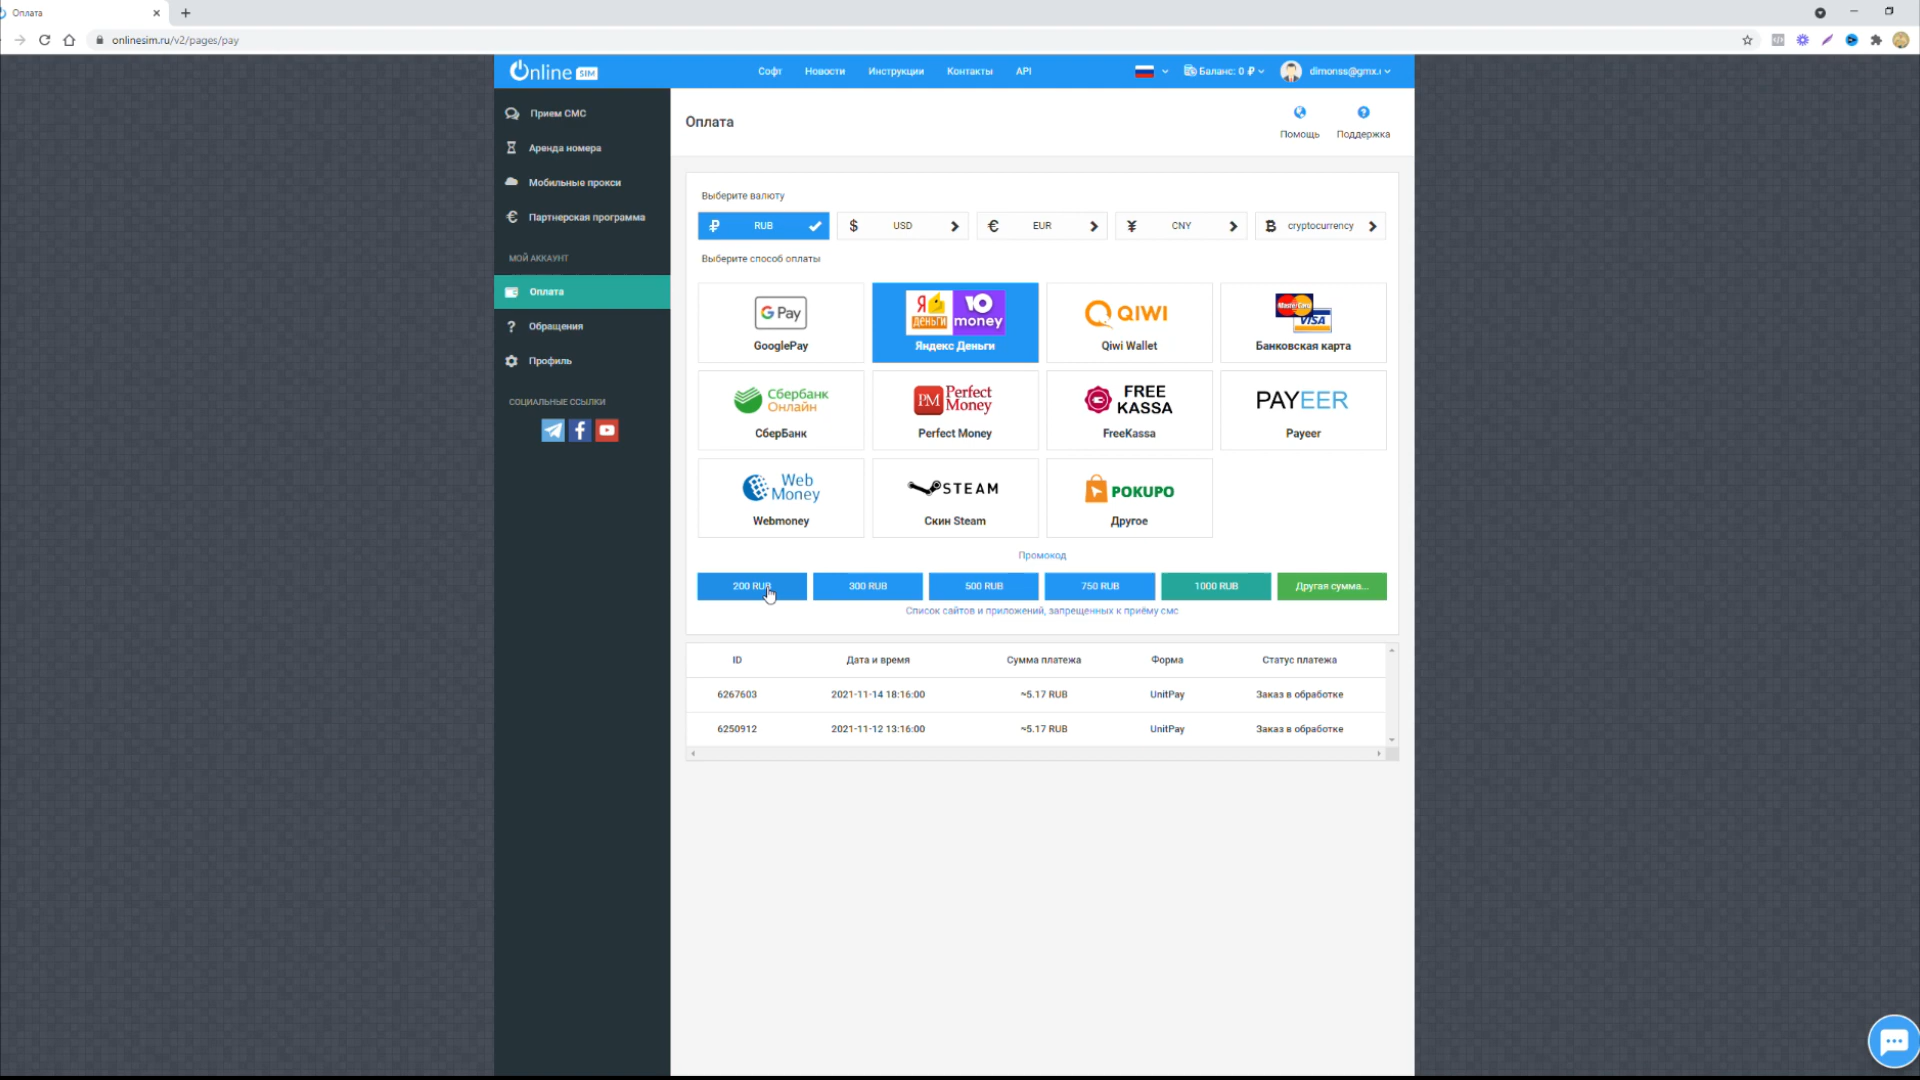 Оплата
onlinesim.ru/v2/pages/pay
Online SIM
Софт Новости Инструкции Контакты API
Баланс: 0 ₽
dimonss@gmx.
Прием СМС
Аренда номера
Мобильные прокси
Партнерская программа
МОЙ АККАУНТ
Оплата
Обращения
Профиль
СОЦИАЛЬНЫЕ ССЫЛКИ
Оплата
Помощь
Поддержка
Выберите валюту
₽ RUB
$ USD
€ EUR
¥ CNY
cryptocurrency
Выберите способ оплаты
G Pay
GooglePay
Я деньги Ю money
Яндекс Деньги
QIWI
Qiwi Wallet
MasterCard VISA
Банковская карта
Сбербанк Онлайн
СберБанк
PM Perfect Money
Perfect Money
FREE KASSA
FreeKassa
PAYEER
Payeer
Web Money
Webmoney
STEAM
Скин Steam
POKUPO
Другое
Промокод
200 RUB
300 RUB
500 RUB
750 RUB
1000 RUB
Другая сумма...
Список сайтов и приложений, запрещенных к приёму смс
ID Дата и время Сумма платежа Форма Статус платежа
6267603 2021-11-14 18:16:00 ~5.17 RUB UnitPay Заказ в обработке
6250912 2021-11-12 13:16:00 ~5.17 RUB UnitPay Заказ в обработке